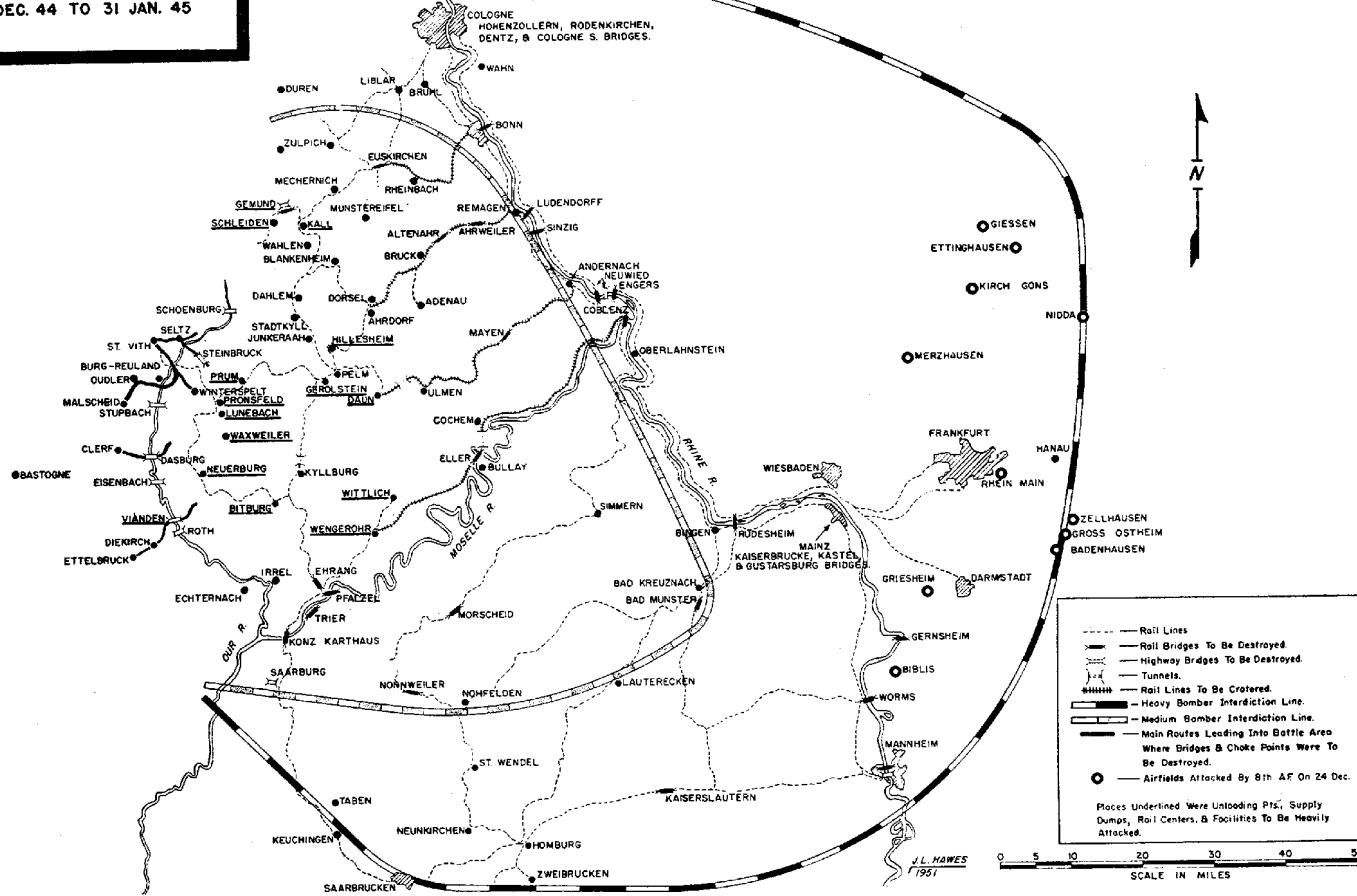 DEC. 44 TO 31 JAN. 45
COLOGNE
HOHENZOLLERN, RODENKIRCHEN,
DENTZ, & COLOGNE S. BRIDGES.
WAHN
DUREN
LIBLAR
BRUHL
BONN
ZULPICH
EUSKIRCHEN
MECHERNICH
RHEINBACH
GEMUND
MUNSTEREIFEL
REMAGEN
LUDENDORFF
SCHLEIDEN
KALL
SINZIG
ALTENAHR
AHRWEILER
WAHLEN
BLANKENHEIM
BRUCK
ANDERNACH
NEUWIED
ENGERS
DAHLEM
DORSEL
ADENAU
COBLENZ
SCHOENBURG
AHRDORF
STADTKYLL
JUNKERAAH
MAYEN
SELTZ
ST. VITH
STEINBRUCK
HILLESHEIM
OBERLAHNSTEIN
BURG-REULAND
OUDLER
PRUM
PELM
GEROLSTEIN
DAUN
ULMEN
WINTERSPELT
MALSCHEID
STUPBACH
PRONSFELD
LUNEBACH
COCHEM
WAXWEILER
CLERF
DASBURG
ELLER
BULLAY
BASTOGNE
NEUERBURG
KYLLBURG
EISENBACH
WITTLICH
BITBURG
VIANDEN
ROTH
WENGEROHR
MOSELLE R.
SIMMERN
DIEKIRCH
ETTELBRUCK
RHINE R.
BINGEN
RUDESHEIM
WIESBADEN
MAINZ
KAISERBRUCKE, KASTEL
& GUSTARSBURG BRIDGES.
IRREL
EHRANG
ECHTERNACH
PFALZEL
BAD KREUZNACH
BAD MUNSTER
TRIER
MORSCHEID
OUR R.
KONZ KARTHAUS
SAARBURG
NONNWEILER
NOHFELDEN
LAUTERECKEN
ST. WENDEL
TABEN
NEUNKIRCHEN
KAISERSLAUTERN
KEUCHINGEN
HOMBURG
ZWEIBRUCKEN
SAARBRUCKEN
GIESSEN
ETTINGHAUSEN
KIRCH GONS
NIDDA
MERZHAUSEN
FRANKFURT
HANAU
RHEIN MAIN
ZELLHAUSEN
GROSS OSTHEIM
BADENHAUSEN
GRIESHEIM
DARMSTADT
GERNSHEIM
BIBLIS
WORMS
MANNHEIM
N
Rail Lines
Rail Bridges To Be Destroyed.
Highway Bridges To Be Destroyed.
Tunnels.
Rail Lines To Be Cratered.
Heavy Bomber Interdiction Line.
Medium Bomber Interdiction Line.
Main Routes Leading Into Battle Area
Where Bridges & Choke Points Were To
Be Destroyed.
Airfields Attacked By 8th AF On 24 Dec.
Places Underlined Were Unloading Pts., Supply
Dumps, Rail Centers, & Facilities To Be Heavily
Attacked.
J.L. HAWES
1951
0 5 10 20 30 40
SCALE IN MILES